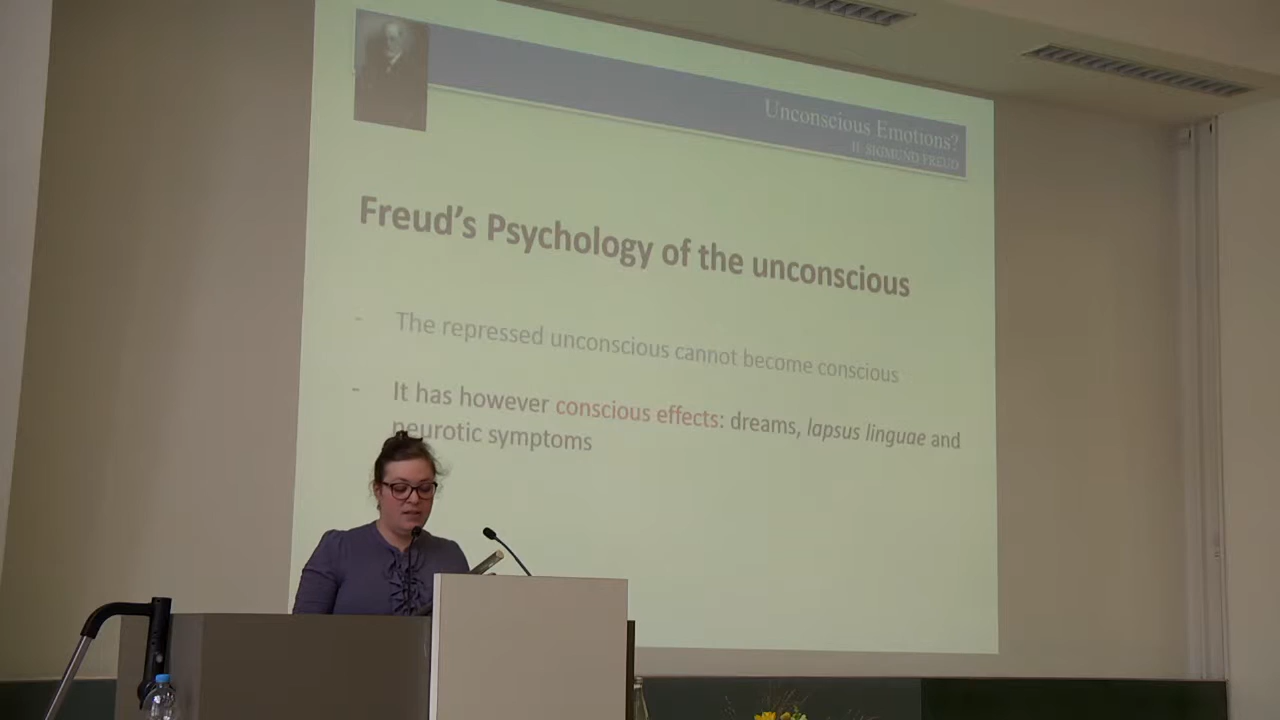 Unconscious Emotions?
II. SIGMUND FREUD
Freud's Psychology of the unconscious
- The repressed unconscious cannot become conscious
- It has however conscious effects: dreams, lapsus linguae and
neurotic symptoms